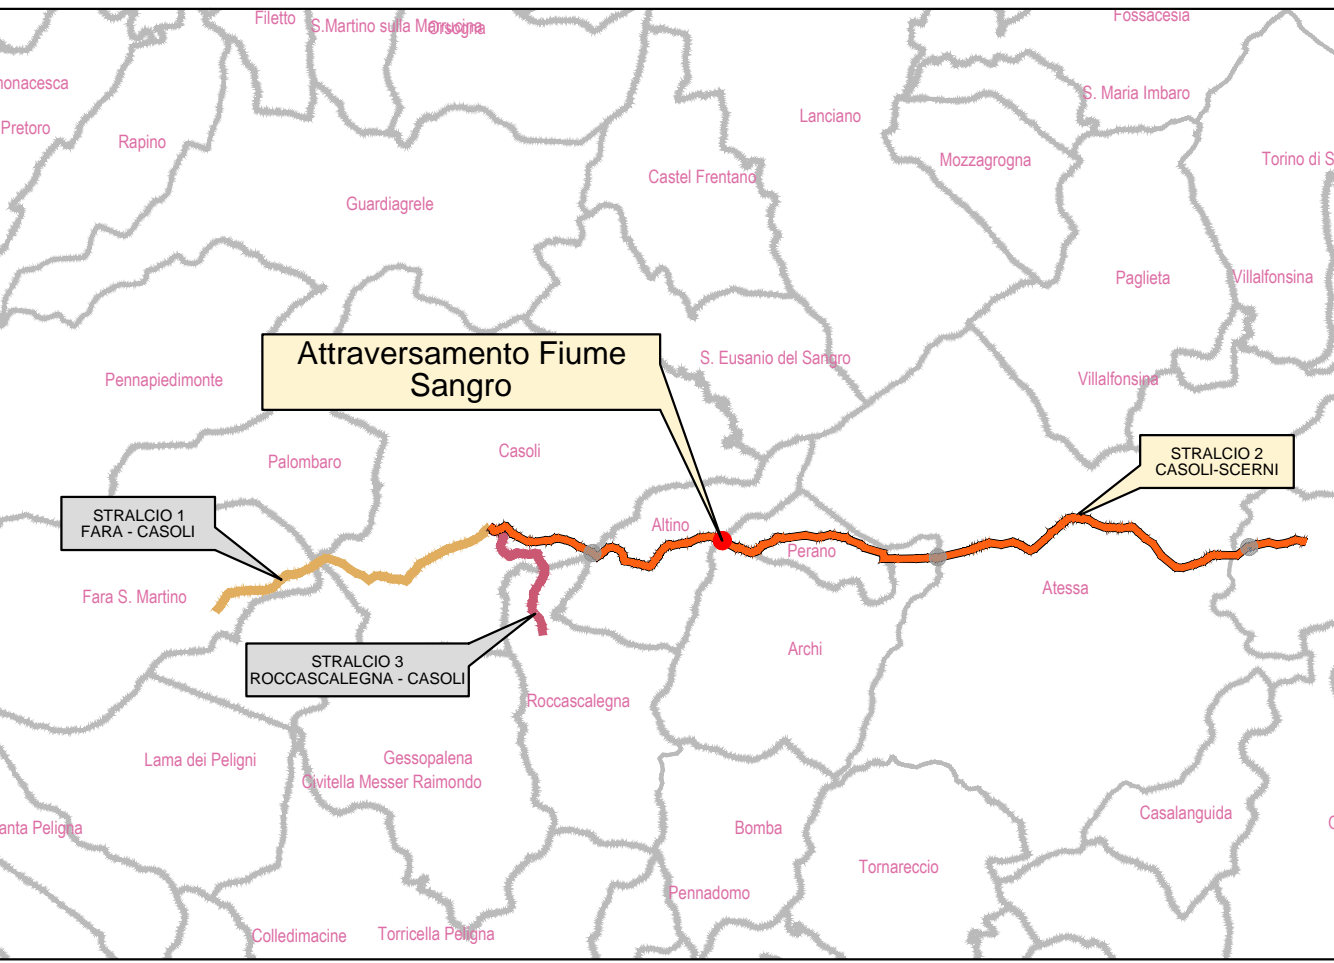 Filetto
S.Martino sulla Marrucina
Orsogna
Fossacesia
onacesca
S. Maria Imbaro
Lanciano
Pretoro
Rapino
Mozzagrogna
Torino di S
Castel Frentano
Guardiagrele
Paglieta
Villalfonsina
Attraversamento Fiume
Sangro
S. Eusanio del Sangro
Pennapiedimonte
Villalfonsina
Casoli
Palombaro
STRALCIO 2
CASOLI-SCERNI
STRALCIO 1
FARA - CASOLI
Altino
Perano
Fara S. Martino
Atessa
STRALCIO 3
ROCCASCALEGNA - CASOLI
Archi
Roccascalegna
Lama dei Peligni
Gessopalena
Civitella Messer Raimondo
anta Peligna
Bomba
Casalanguida
Tornareccio
Pennadomo
Colledimacine
Torricella Peligna